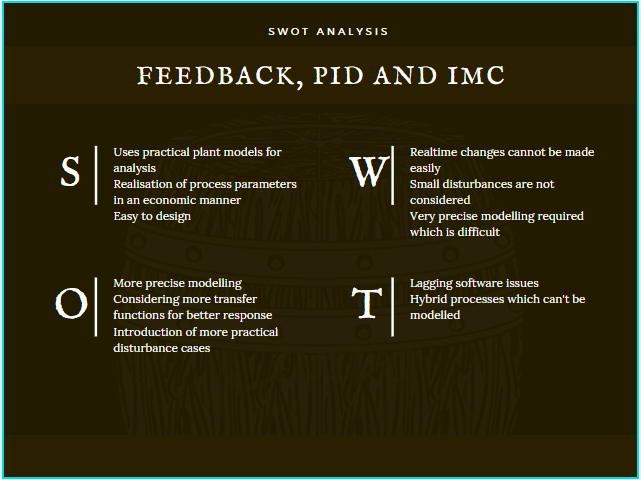 SWOT ANALYSIS
FEEDBACK, PID AND IMC
S
Uses practical plant models for
analysis
Realisation of process parameters
in an economic manner
Easy to design
W
Realtime changes cannot be made
easily
Small disturbances are not
considered
Very precise modelling required
which is difficult
O
More precise modelling
Considering more transfer
functions for better response
Introduction of more practical
disturbance cases
T
Lagging software issues
Hybrid processes which can't be
modelled